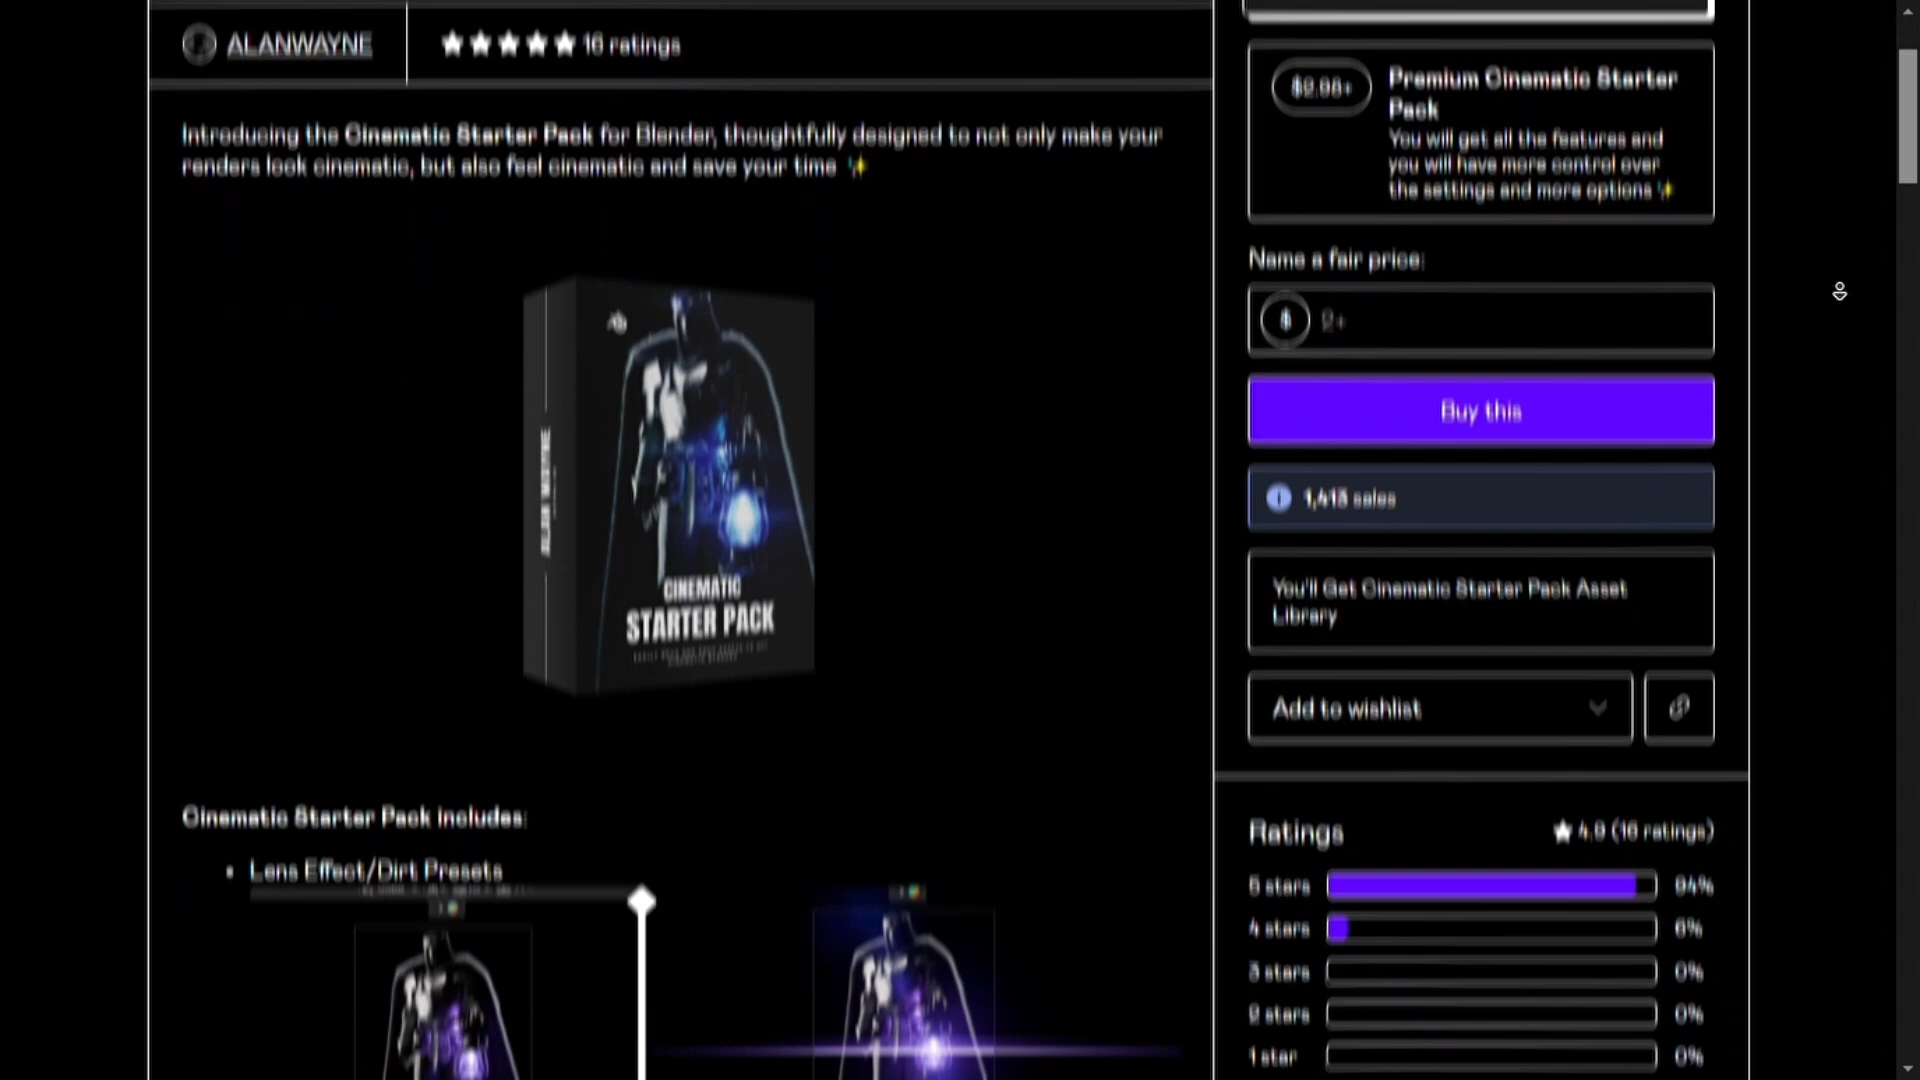 ALANWAYNE
16 ratings
Introducing the Cinematic Starter Pack for Blender, thoughtfully designed to not only make your
renders look cinematic, but also feel cinematic and save your time ✨
ALAN WAYNE
CINEMATIC
STARTER PACK
Cinematic Starter Pack includes:
• Lens Effect/Dirt Presets
Premium Cinematic Starter
Pack
You will get all the features and
you will have more control over
the settings and more options ✨
Name a fair price:
$
Buy this
sales
You'll Get Cinematic Starter Pack Asset
Library
Add to wishlist
Ratings
4.9 (16 ratings)
5 stars 94%
4 stars 6%
3 stars 0%
2 stars 0%
1 star 0%